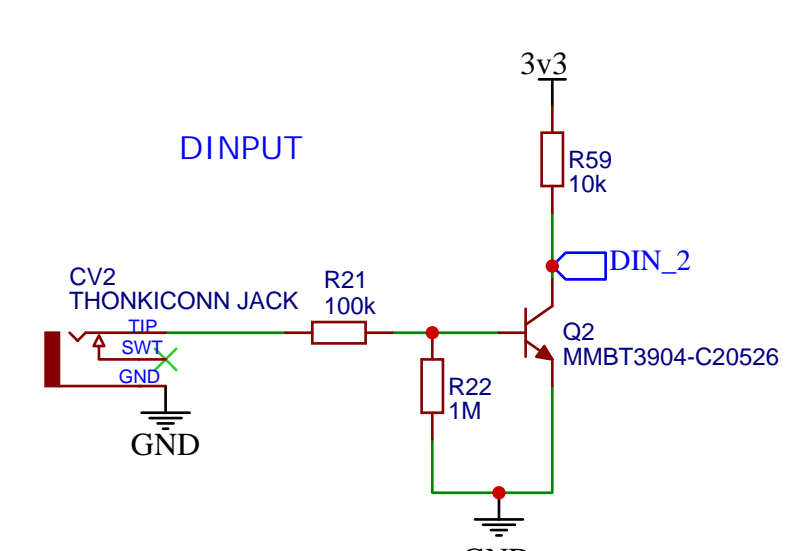 3v3
DINPUT
R59
10k
DIN_2
CV2
THONKICONN JACK
R21
100k
TIP
SWT
GND
Q2
MMBT3904-C20526
R22
1M
GND
GND